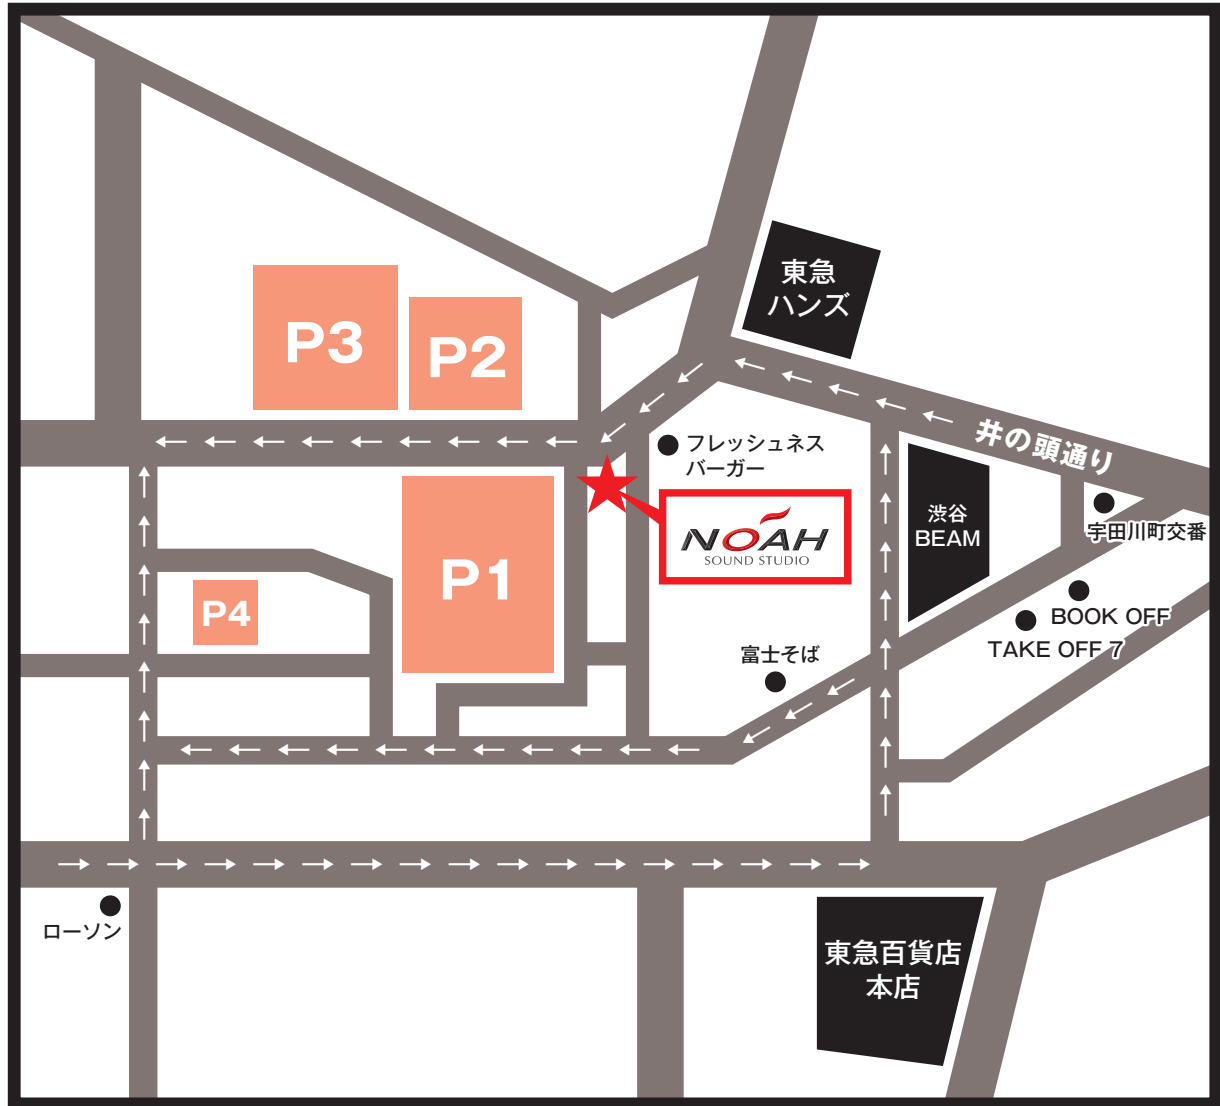 東急
ハンズ
P3
P2
井の頭通り
フレッシュネス
バーガー
渋谷
BEAM
宇田川町交番
NOAH
SOUND STUDIO
P1
P4
BOOK OFF
TAKE OFF 7
富士そば
ローソン
東急百貨店
本店